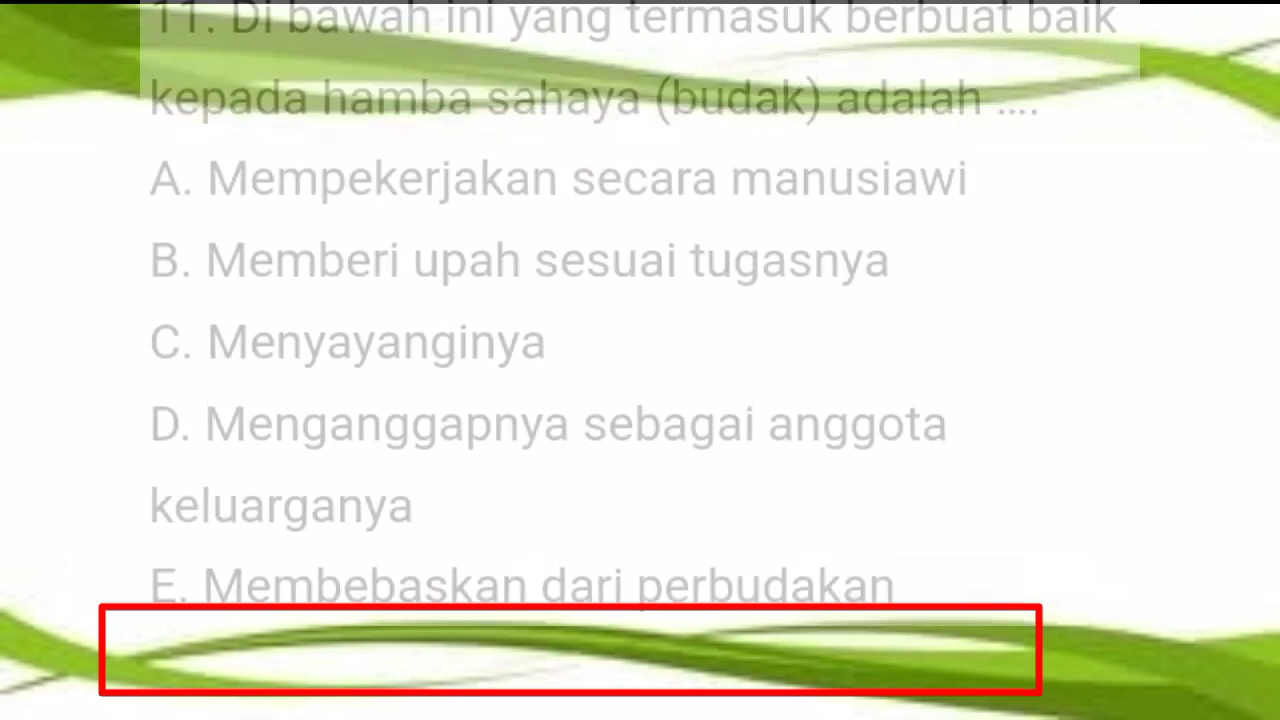 11. Di bawah ini yang termasuk berbuat baik
kepada hamba sahaya (budak) adalah ....
A. Mempekerjakan secara manusiawi
B. Memberi upah sesuai tugasnya
C. Menyayanginya
D. Menganggapnya sebagai anggota
keluarganya
E. Membebaskan dari perbudakan